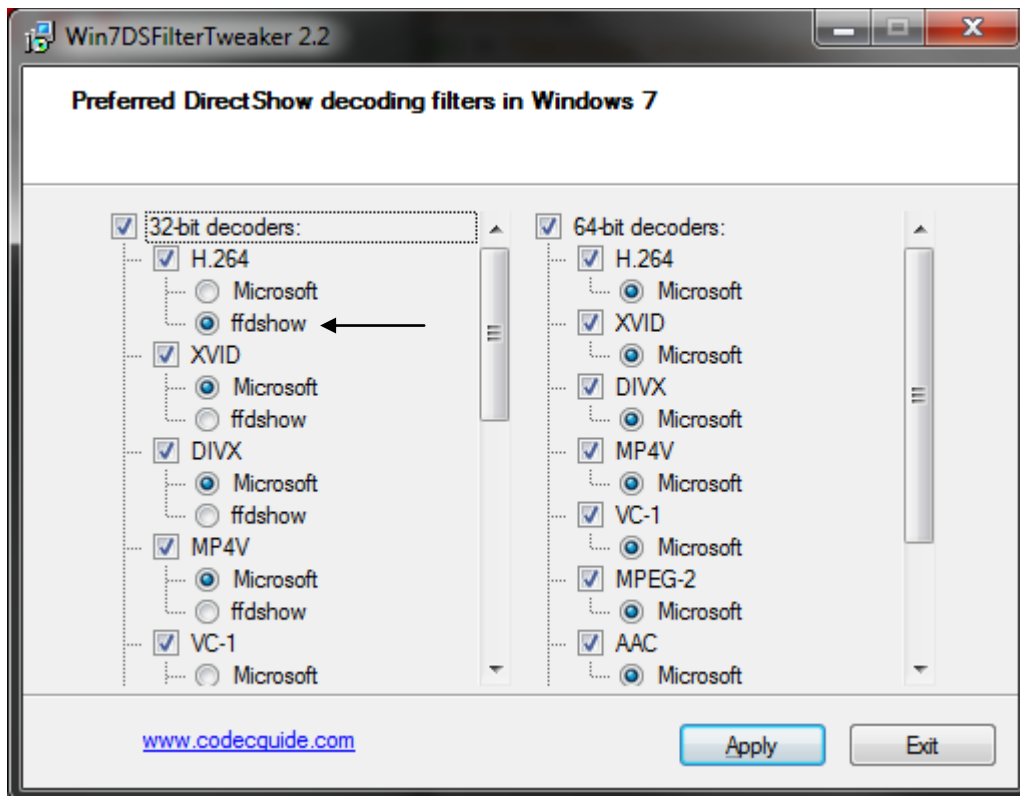 Win7DSFilterTweaker 2.2
Preferred DirectShow decoding filters in Windows 7
32-bit decoders:
H.264
Microsoft
ffdshow
XVID
Microsoft
ffdshow
DIVX
Microsoft
ffdshow
MP4V
Microsoft
ffdshow
VC-1
Microsoft
64-bit decoders:
H.264
Microsoft
XVID
Microsoft
DIVX
Microsoft
MP4V
Microsoft
VC-1
Microsoft
MPEG-2
Microsoft
AAC
Microsoft
www.codecguide.com
Apply
Exit